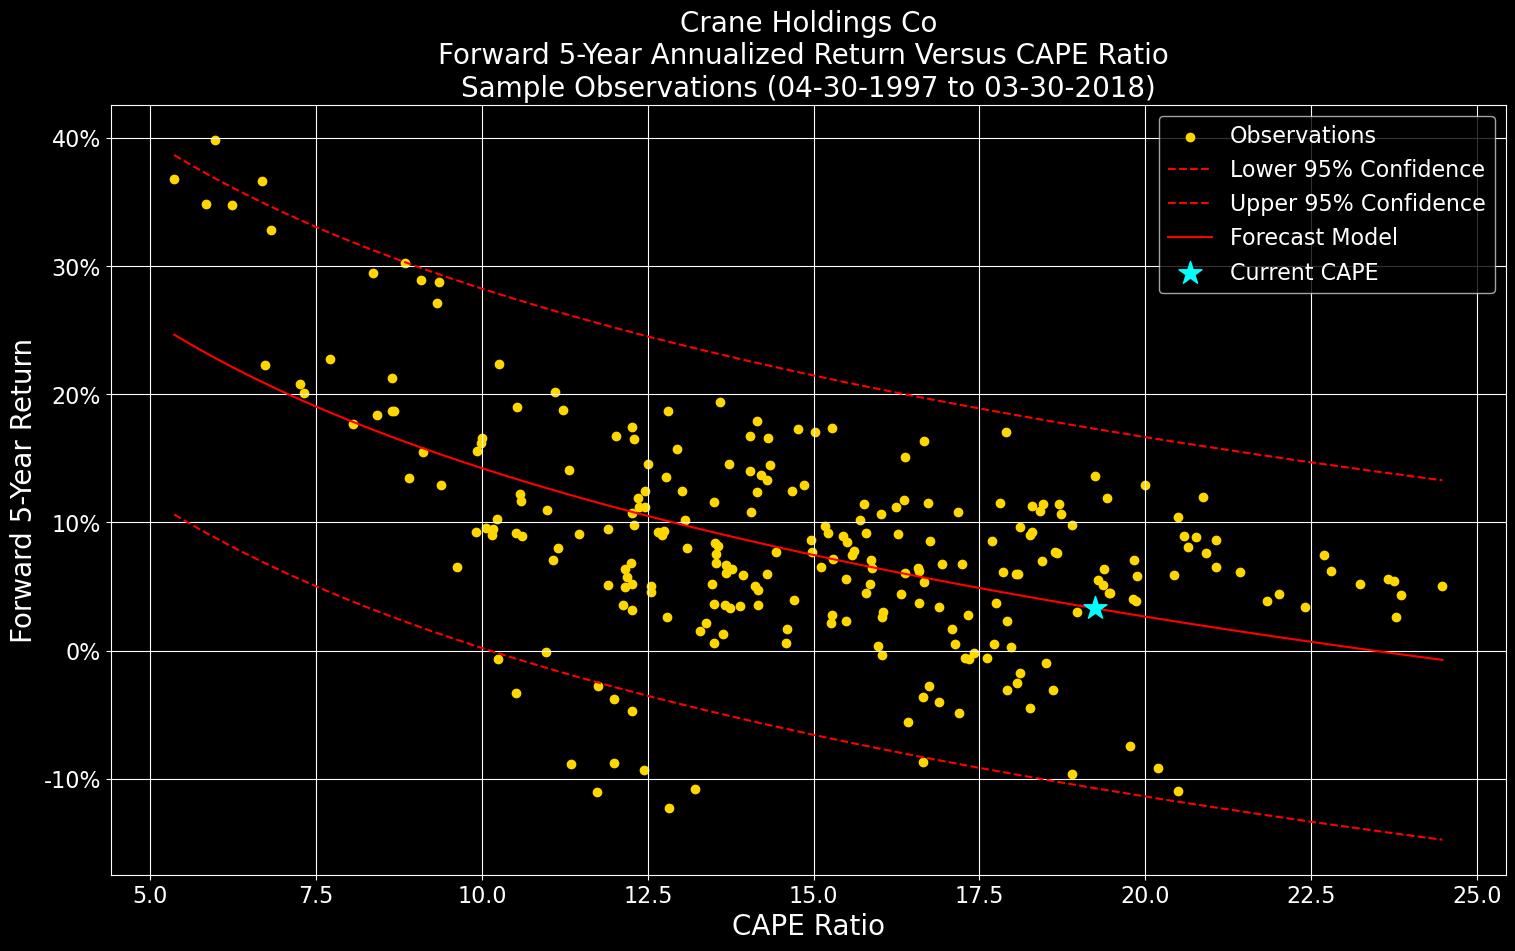 Crane Holdings Co
Forward 5-Year Annualized Return Versus CAPE Ratio
Sample Observations (04-30-1997 to 03-30-2018)
Observations
Lower 95% Confidence
Upper 95% Confidence
Forecast Model
Current CAPE
Forward 5-Year Return
40%
30%
20%
10%
0%
-10%
5.0 7.5 10.0 12.5 15.0 17.5 20.0 22.5 25.0
CAPE Ratio